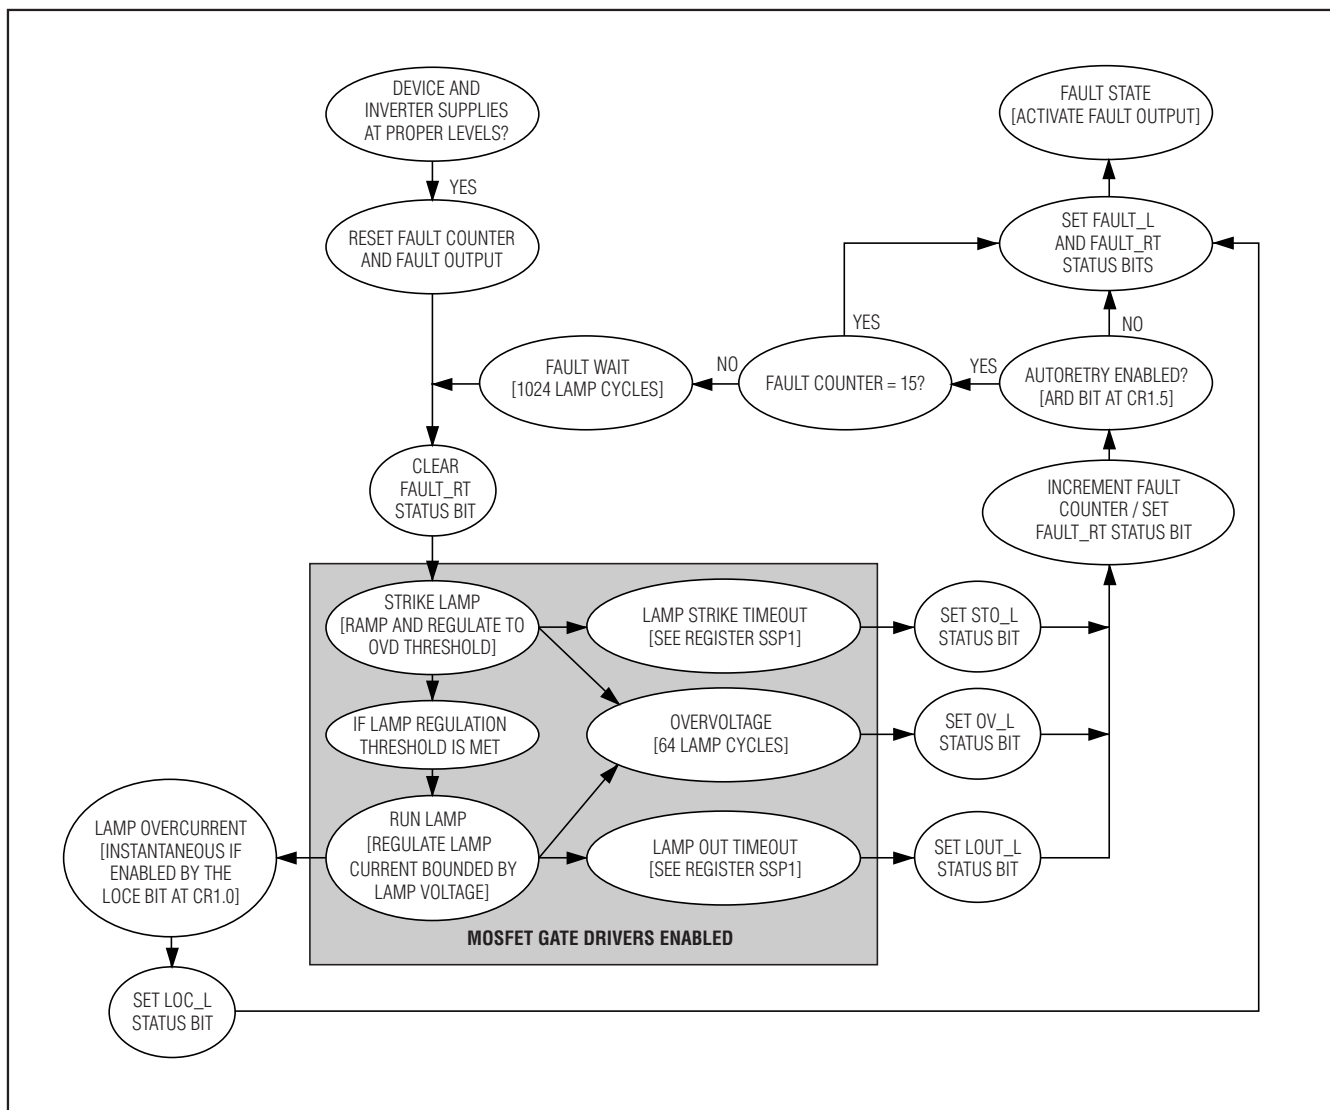 DEVICE AND
INVERTER SUPPLIES
AT PROPER LEVELS?
YES
RESET FAULT COUNTER
AND FAULT OUTPUT
FAULT STATE
[ACTIVATE FAULT OUTPUT]
SET FAULT_L
AND FAULT_RT
STATUS BITS
YES
NO
FAULT WAIT
[1024 LAMP CYCLES]
NO
FAULT COUNTER = 15?
YES
AUTORETRY ENABLED?
[ARD BIT AT CR1.5]
CLEAR
FAULT_RT
STATUS BIT
INCREMENT FAULT
COUNTER / SET
FAULT_RT STATUS BIT
STRIKE LAMP
[RAMP AND REGULATE TO
OVD THRESHOLD]
LAMP STRIKE TIMEOUT
[SEE REGISTER SSP1]
SET STO_L
STATUS BIT
IF LAMP REGULATION
THRESHOLD IS MET
OVERVOLTAGE
[64 LAMP CYCLES]
SET OV_L
STATUS BIT
LAMP OVERCURRENT
[INSTANTANEOUS IF
ENABLED BY THE
LOCE BIT AT CR1.0]
RUN LAMP
[REGULATE LAMP
CURRENT BOUNDED BY
LAMP VOLTAGE]
LAMP OUT TIMEOUT
[SEE REGISTER SSP1]
SET LOUT_L
STATUS BIT
MOSFET GATE DRIVERS ENABLED
SET LOC_L
STATUS BIT